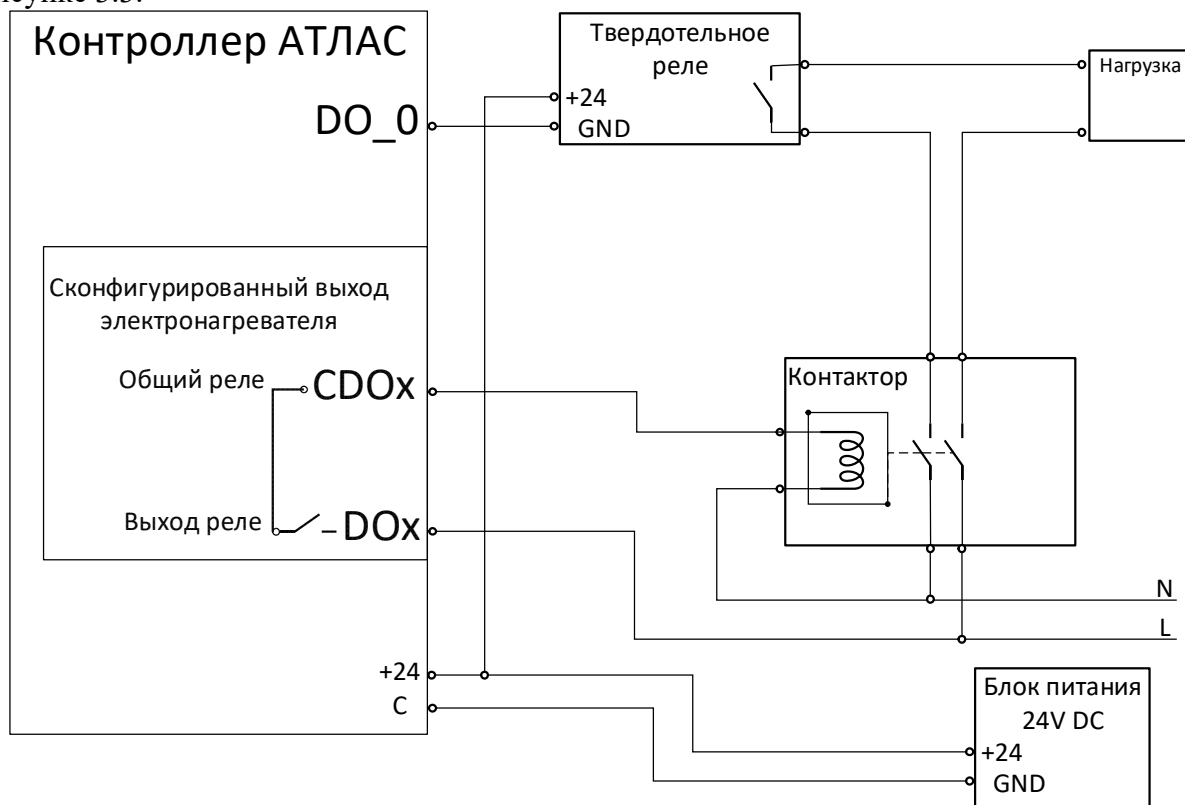 Контроллер АТЛАС
Твердотельное
реле
Нагрузка
+24
DO_0
GND
Сконфигурированный выход
электронагревателя
Общий реле
CDOx
Контактор
Выход реле
DOx
N
L
+24
C
Блок питания
24V DC
+24
GND